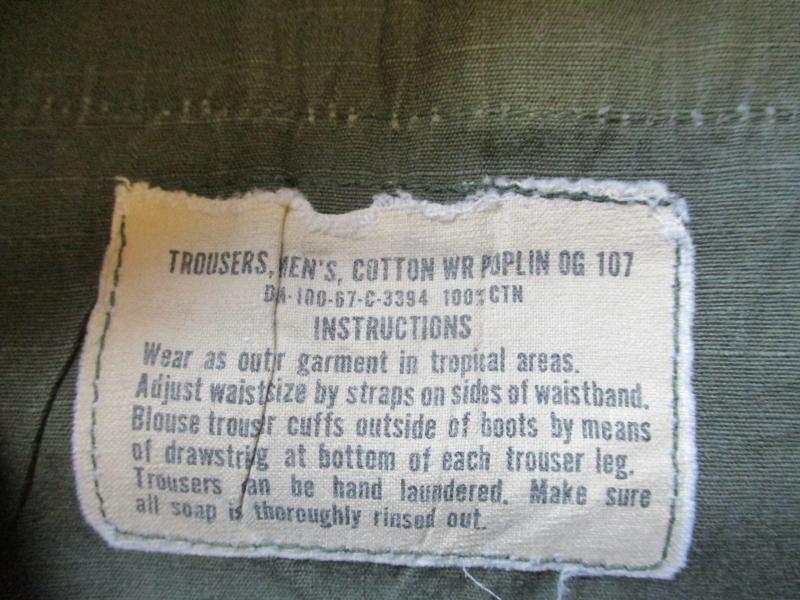 TROUSERS, MEN'S, COTTON WR POPLIN OG 107
DA-100-67-C-3394 100% CTN
INSTRUCTIONS
Wear as outer garment in tropical areas.
Adjust waist size by straps on sides of waistband.
Blouse trouser cuffs outside of boots by means
of drawstring at bottom of each trouser leg.
Trousers can be hand laundered. Make sure
all soap is thoroughly rinsed out.